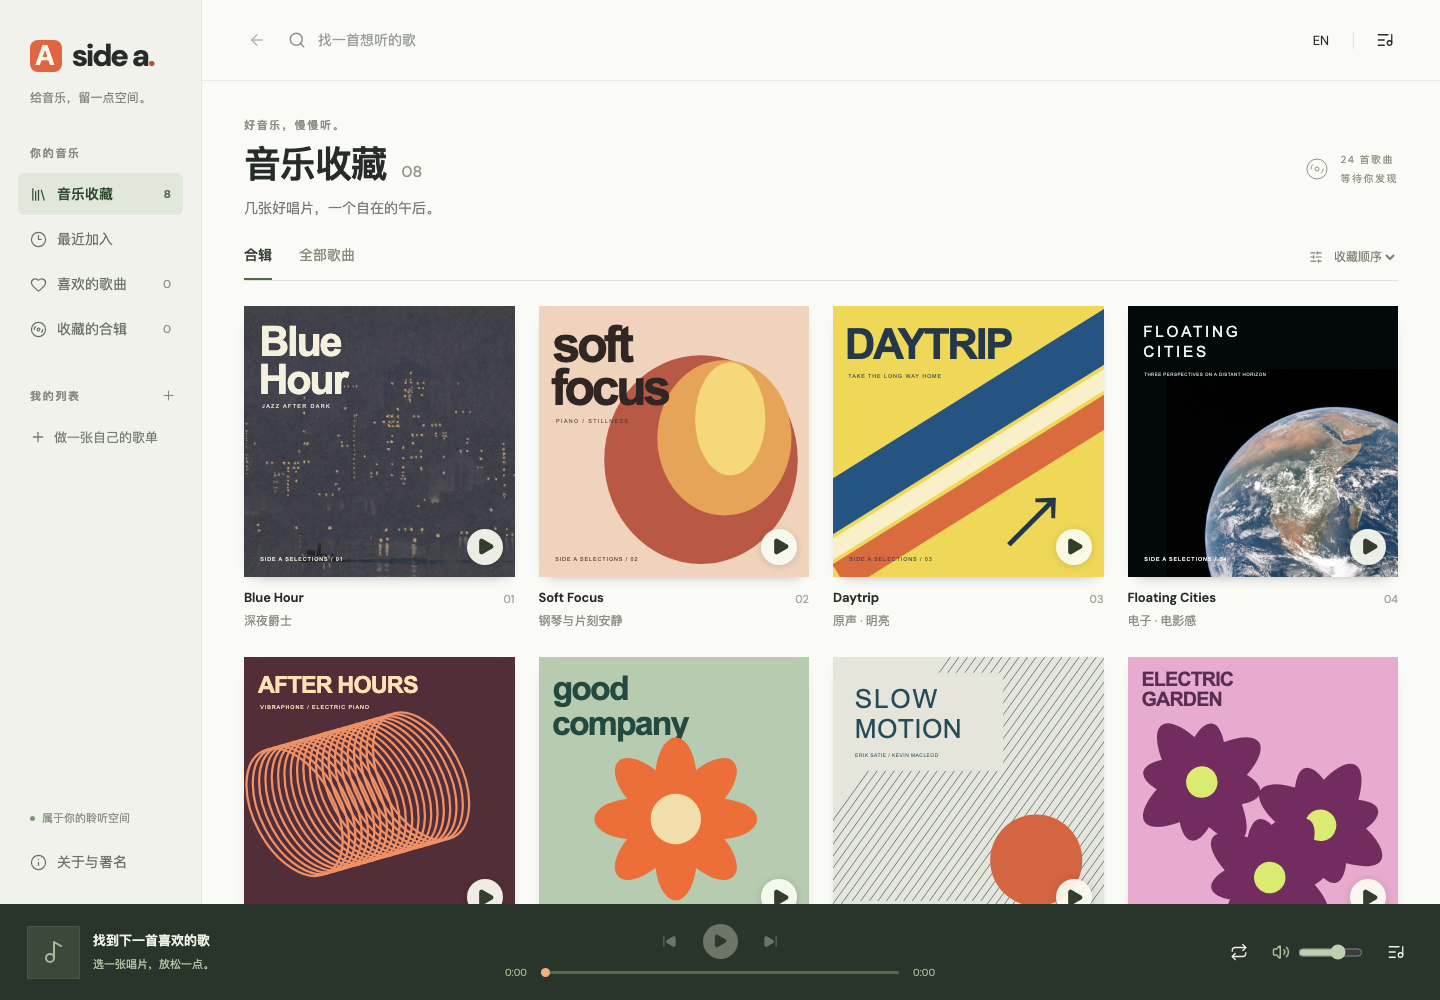 A side a.
给音乐，留一点空间。
你的音乐
音乐收藏 8
最近加入
喜欢的歌曲 0
收藏的合辑 0
我的列表
做一张自己的歌单
属于你的聆听空间
关于与署名
找一首想听的歌
EN
好音乐，慢慢听。
音乐收藏 08
几张好唱片，一个自在的午后。
24 首歌曲
等待你发现
合辑 全部歌曲
收藏顺序
Blue
Hour
JAZZ AFTER DARK
SIDE A SELECTIONS / 01
Blue Hour 01
深夜爵士
soft
focus
PIANO / STILLNESS
SIDE A SELECTIONS / 02
Soft Focus 02
钢琴与片刻安静
DAYTRIP
TAKE THE LONG WAY HOME
SIDE A SELECTIONS / 03
Daytrip 03
原声 · 明亮
FLOATING
CITIES
THREE PERSPECTIVES ON A DISTANT HORIZON
SIDE A SELECTIONS / 04
Floating Cities 04
电子 · 电影感
AFTER HOURS
VIBRAPHONE / ELECTRIC PIANO
good
company
SLOW
MOTION
ERIK SATIE / KEVIN MACLEOD
ELECTRIC
GARDEN
找到下一首喜欢的歌
选一张唱片，放松一点。
0:00 0:00